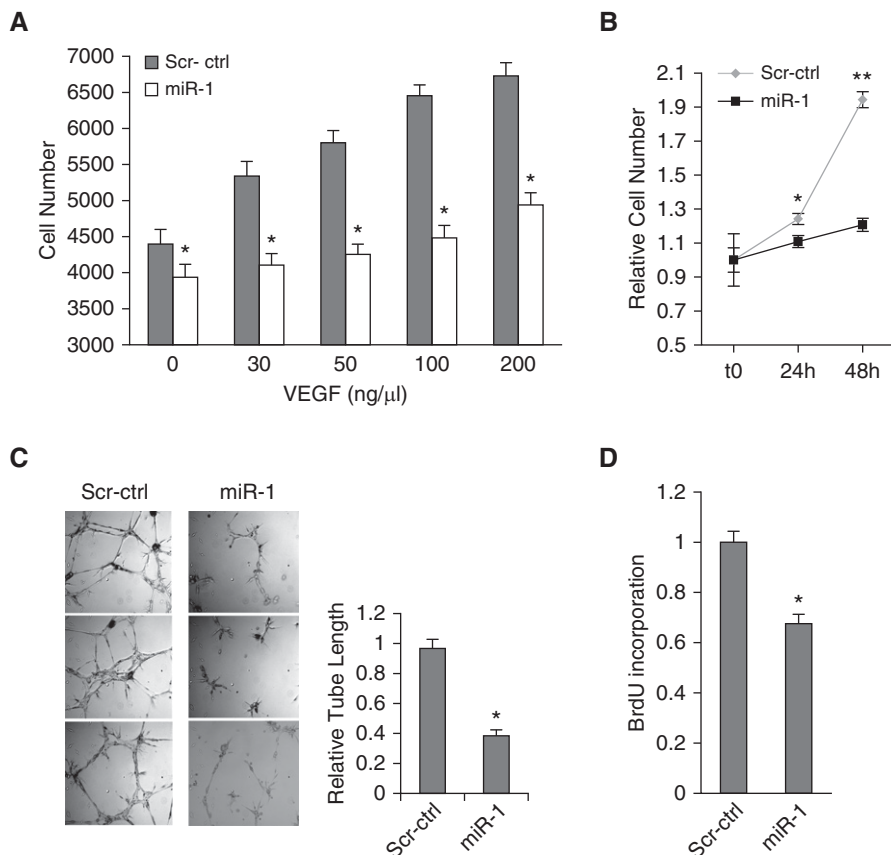 A
Cell Number
7000
6500
6000
5500
5000
4500
4000
3500
3000
Scr- ctrl
miR-1
*
*
*
*
*
0 30 50 100 200
VEGF (ng/µl)
B
Relative Cell Number
2.1
1.9
1.7
1.5
1.3
1.1
0.9
0.7
0.5
Scr-ctrl
miR-1
*
**
t0 24h 48h
C
Scr-ctrl miR-1
Relative Tube Length
1.2
1
0.8
0.6
0.4
0.2
0
*
Scr-ctrl
miR-1
D
BrdU incorporation
1.2
1
0.8
0.6
0.4
0.2
0
*
Scr-ctrl
miR-1